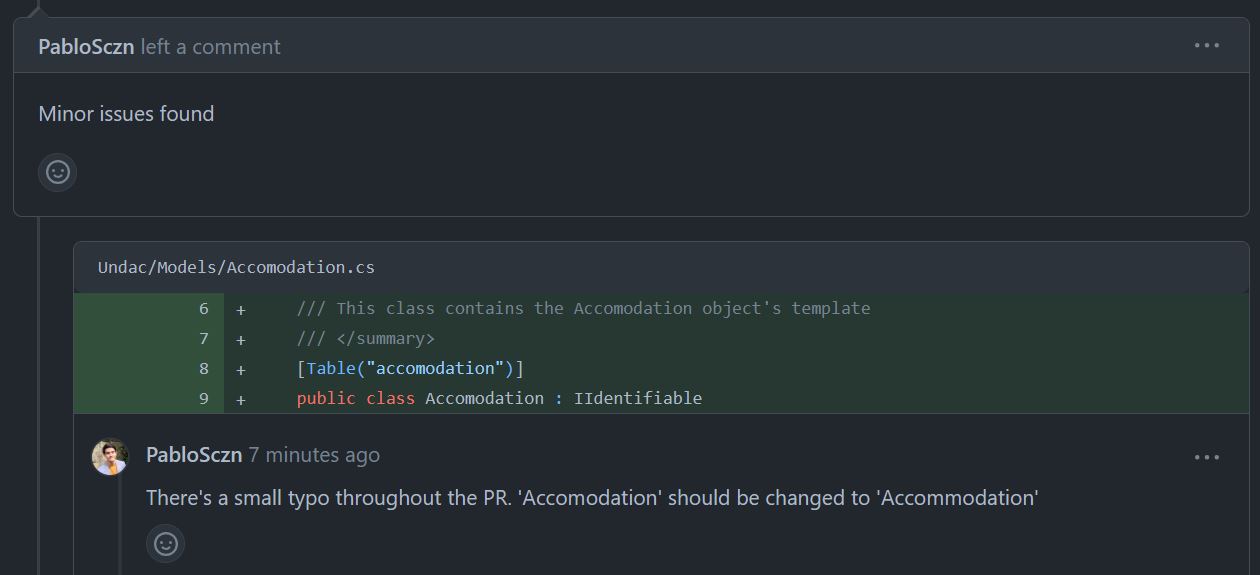 PabloSczn left a comment
Minor issues found
Undac/Models/Accomodation.cs
6 + /// This class contains the Accomodation object's template
7 + /// </summary>
8 + [Table("accomodation")]
9 + public class Accomodation : IIdentifiable
PabloSczn 7 minutes ago
There's a small typo throughout the PR. 'Accomodation' should be changed to 'Accommodation'